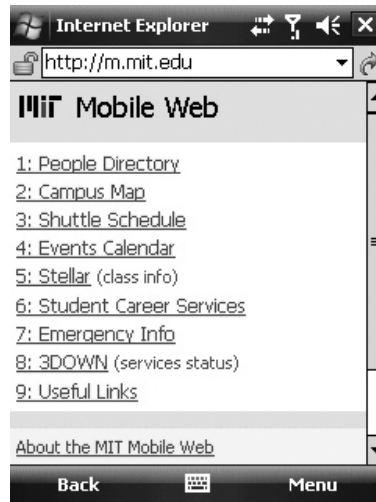 Internet Explorer
http://m.mit.edu
MIT Mobile Web
1: People Directory
2: Campus Map
3: Shuttle Schedule
4: Events Calendar
5: Stellar (class info)
6: Student Career Services
7: Emergency Info
8: 3DOWN (services status)
9: Useful Links
About the MIT Mobile Web
Back Menu